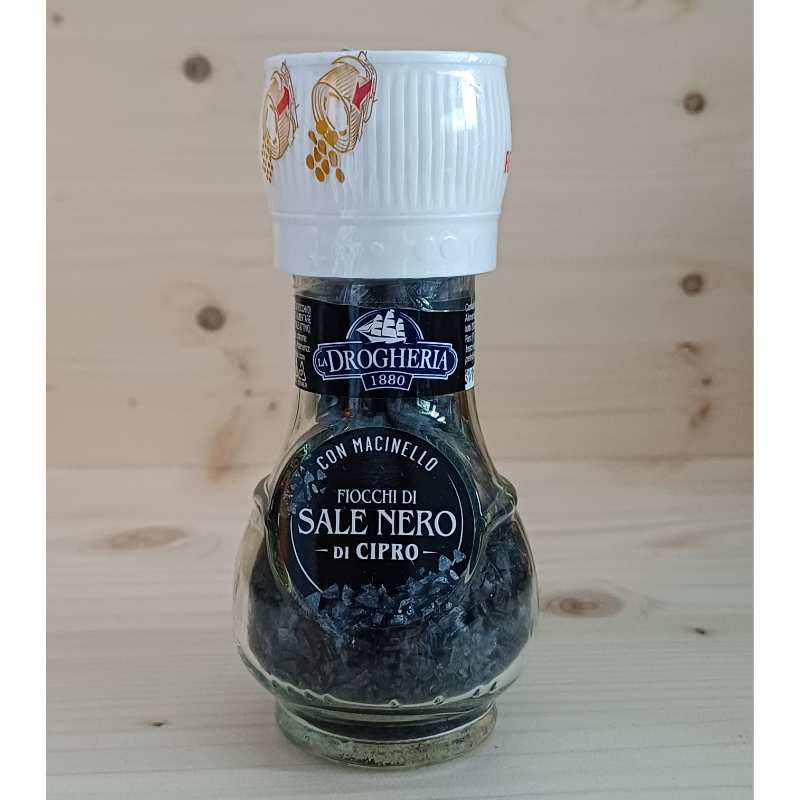 LA DROGHERIA
1880
CON MACINELLO
FIOCCHI DI
SALE NERO
DI CIPRO